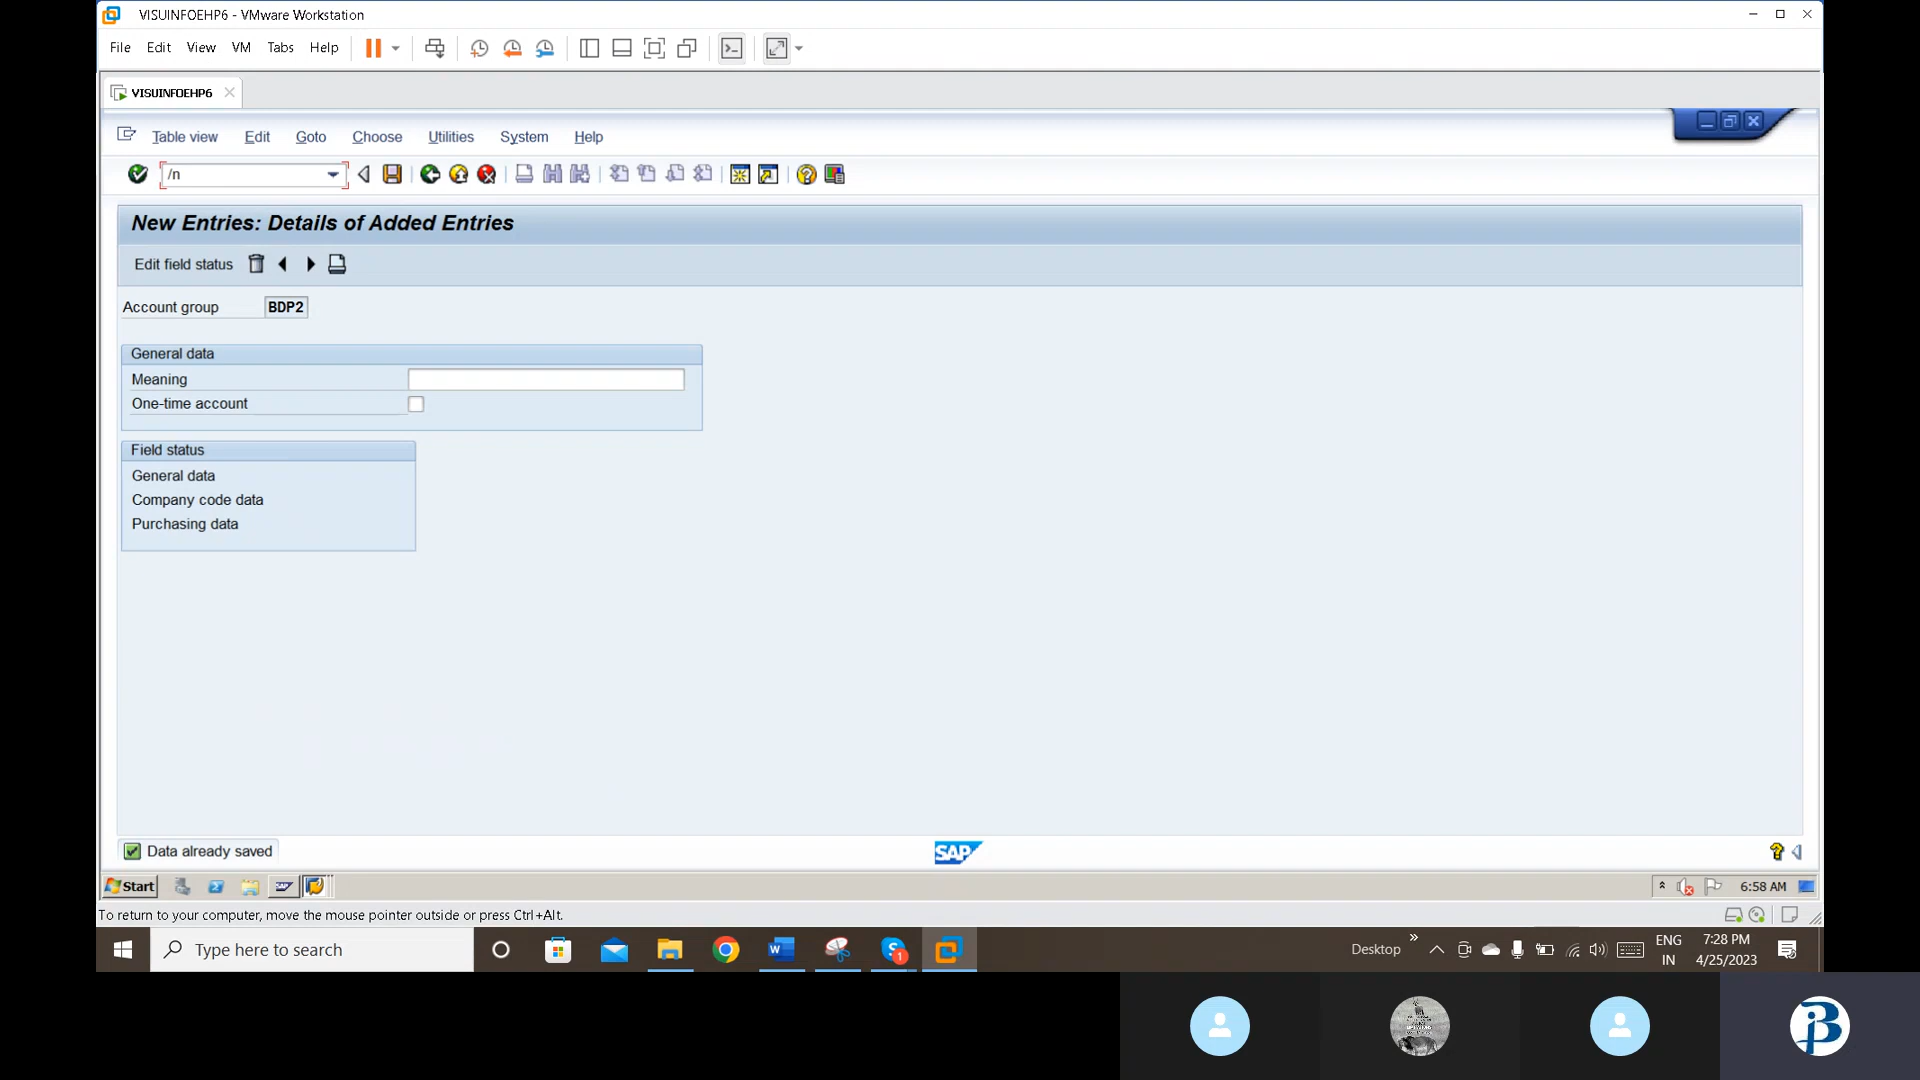 VISUINFOEHP6 - VMware Workstation
File Edit View VM Tabs Help
VISUINFOEHP6
Table view Edit Goto Choose Utilities System Help
/n
New Entries: Details of Added Entries
Edit field status
Account group BDP2
General data
Meaning
One-time account
Field status
General data
Company code data
Purchasing data
Data already saved
SAP
Start
6:58 AM
To return to your computer, move the mouse pointer outside or press Ctrl+Alt.
Type here to search
Desktop
ENG
IN
7:28 PM
4/25/2023